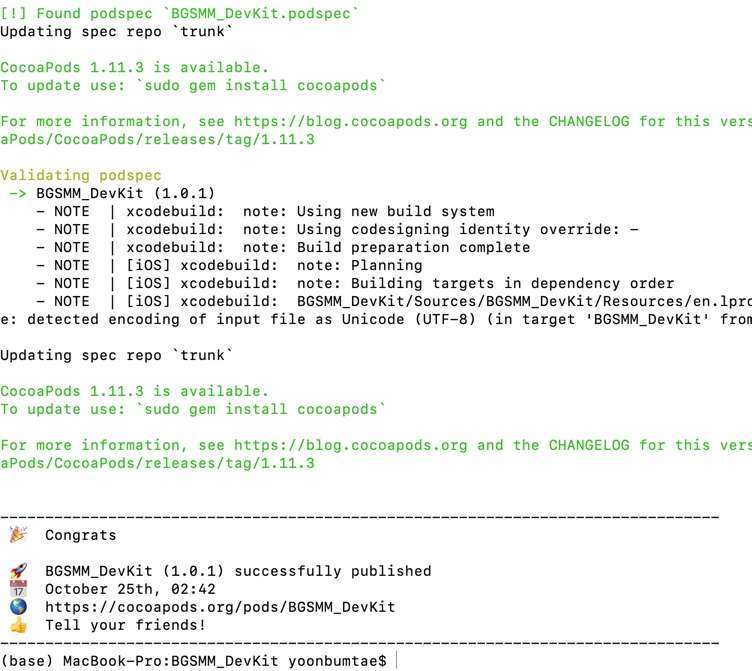 [!] Found podspec `BGSMM_DevKit.podspec`
Updating spec repo `trunk`
CocoaPods 1.11.3 is available.
To update use: `sudo gem install cocoapods`
For more information, see https://blog.cocoapods.org and the CHANGELOG for this vers
aPods/CocoaPods/releases/tag/1.11.3
Validating podspec
-> BGSMM_DevKit (1.0.1)
- NOTE | xcodebuild: note: Using new build system
- NOTE | xcodebuild: note: Using codesigning identity override: -
- NOTE | xcodebuild: note: Build preparation complete
- NOTE | [iOS] xcodebuild: note: Planning
- NOTE | [iOS] xcodebuild: note: Building targets in dependency order
- NOTE | [iOS] xcodebuild: BGSMM_DevKit/Sources/BGSMM_DevKit/Resources/en.lpro
e: detected encoding of input file as Unicode (UTF-8) (in target 'BGSMM_DevKit' from
Updating spec repo `trunk`
CocoaPods 1.11.3 is available.
To update use: `sudo gem install cocoapods`
For more information, see https://blog.cocoapods.org and the CHANGELOG for this vers
aPods/CocoaPods/releases/tag/1.11.3
--------------------------------------------------------------------------------
🎉 Congrats
🚀 BGSMM_DevKit (1.0.1) successfully published
📅 October 25th, 02:42
🌎 https://cocoapods.org/pods/BGSMM_DevKit
👍 Tell your friends!
--------------------------------------------------------------------------------
(base) MacBook-Pro:BGSMM_DevKit yoonbumtae$